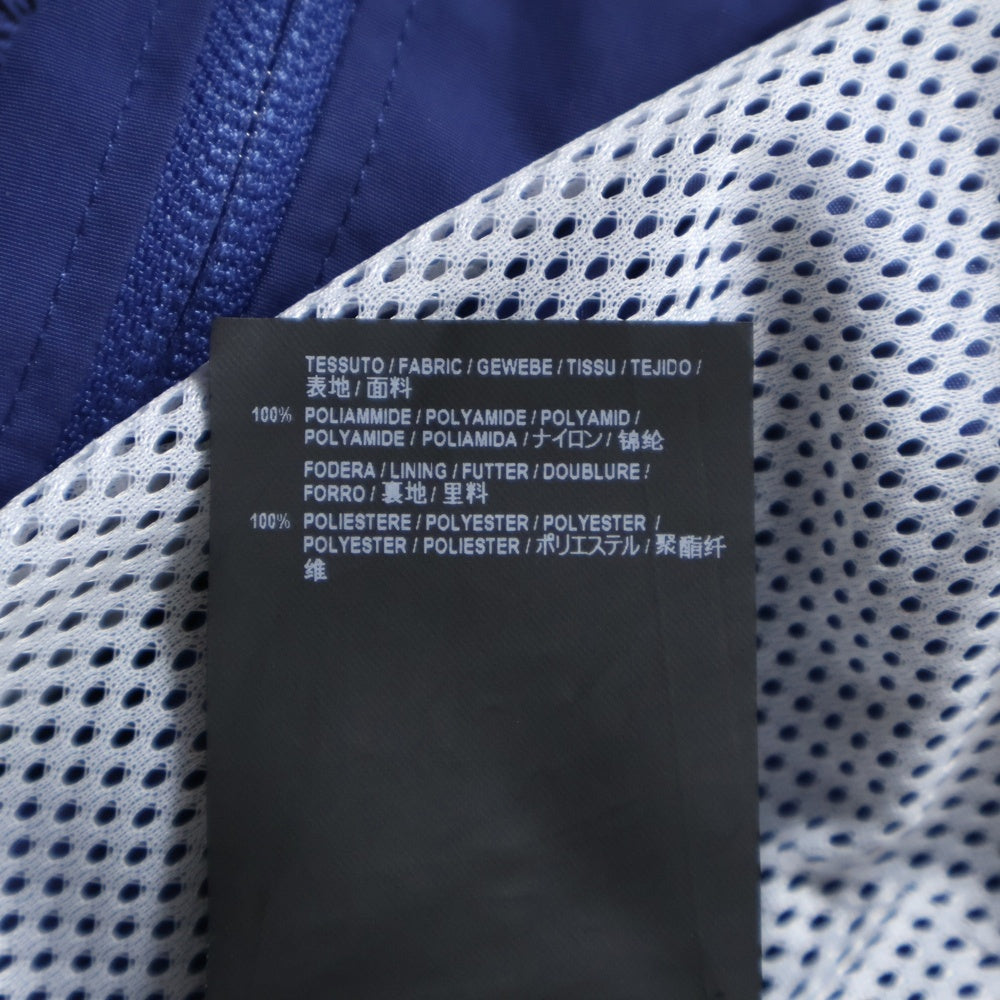 TESSUTO / FABRIC / GEWEBE / TISSU / TEJIDO /
表地 / 面料
100% POLIAMMIDE / POLYAMIDE / POLYAMID /
POLYAMIDE / POLIAMIDA / ナイロン / 锦纶
FODERA / LINING / FUTTER / DOUBLURE /
FORRO / 裏地 / 里料
100% POLIESTERE / POLYESTER / POLYESTER /
POLYESTER / POLIESTER / ポリエステル / 聚酯纤
维